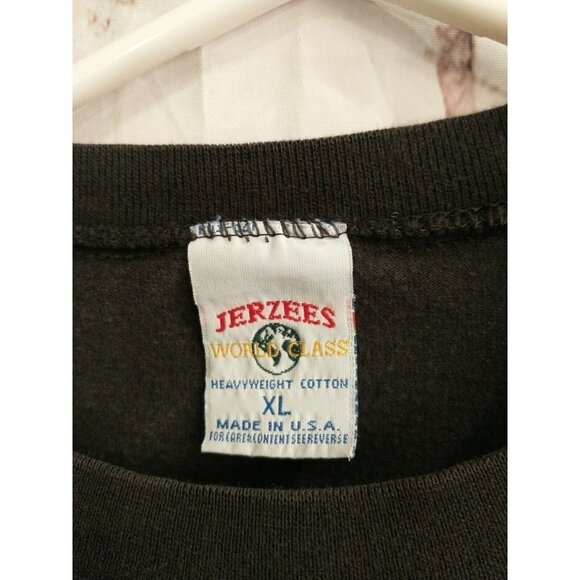 JERZEES
WORLD CLASS
HEAVYWEIGHT COTTON
XL
MADE IN U.S.A.
FOR CARE & CONTENT SEE REVERSE